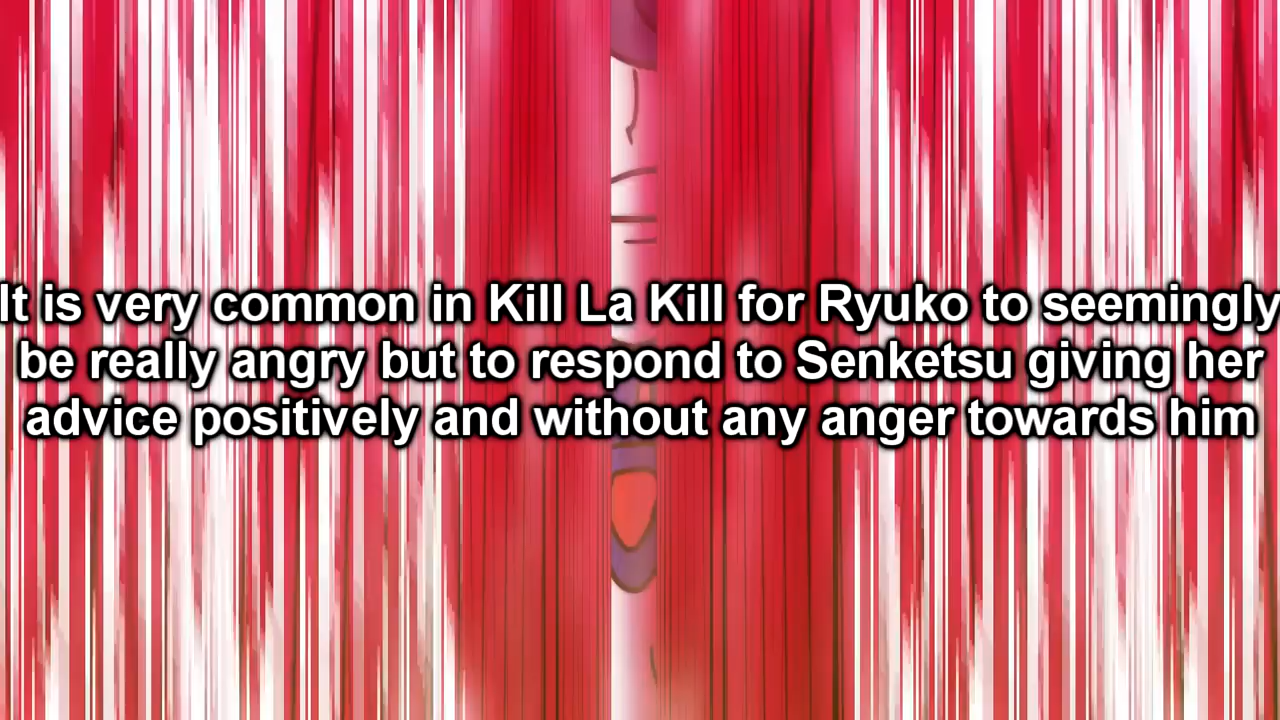 It is very common in Kill La Kill for Ryuko to seemingly
be really angry but to respond to Senketsu giving her
advice positively and without any anger towards him